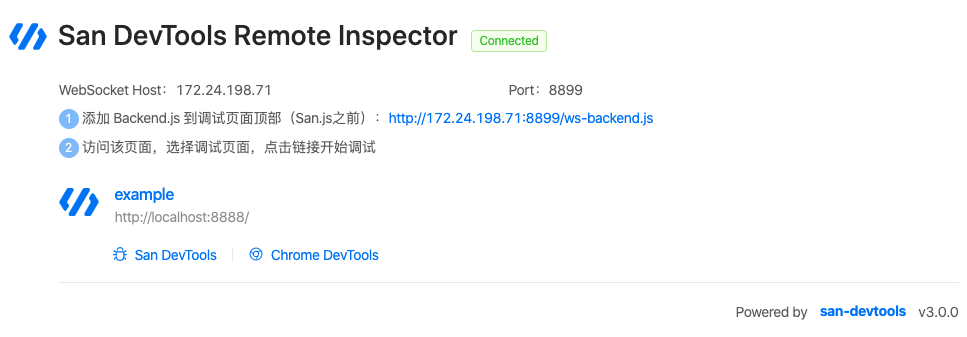 San DevTools Remote Inspector Connected
WebSocket Host： 172.24.198.71 Port： 8899
1 添加 Backend.js 到调试页面顶部（San.js之前）： http://172.24.198.71:8899/ws-backend.js
2 访问该页面，选择调试页面，点击链接开始调试
example
http://localhost:8888/
San DevTools Chrome DevTools
Powered by san-devtools v3.0.0